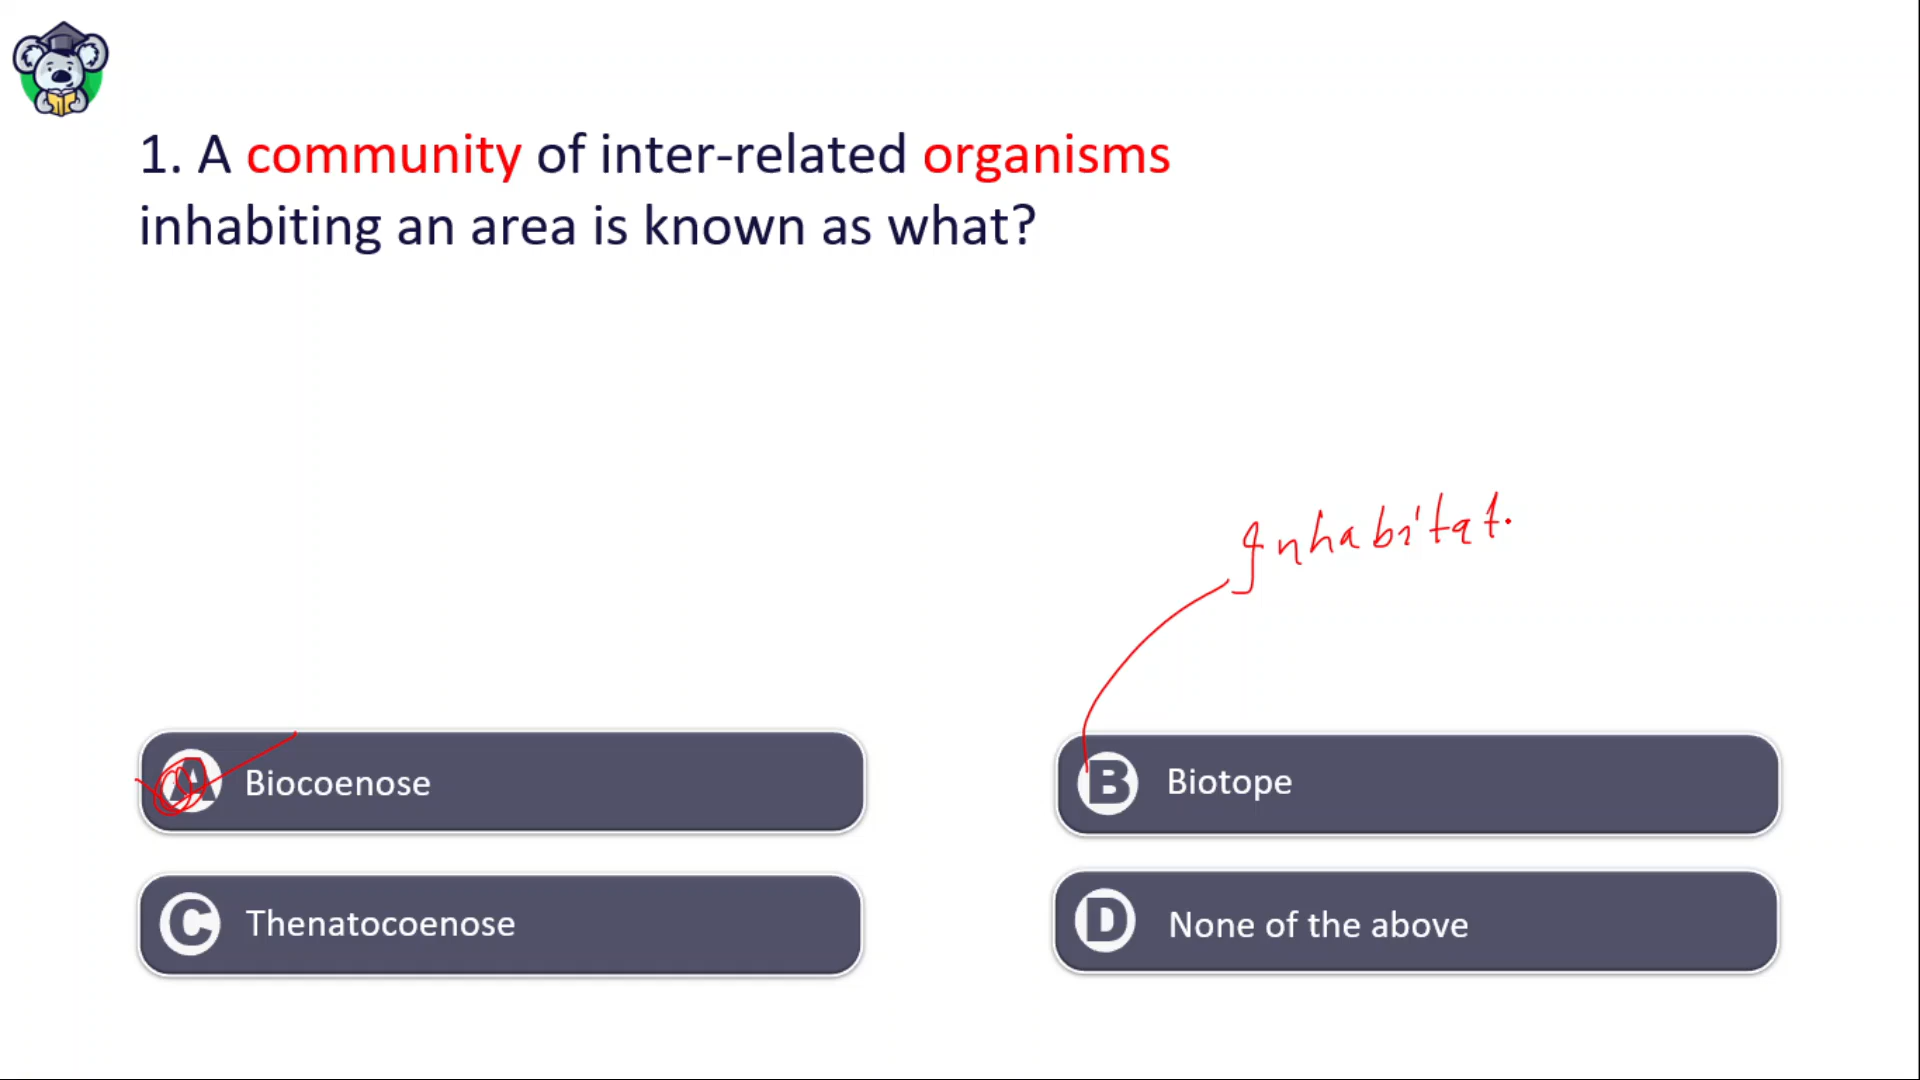 1. A community of inter-related organisms
inhabiting an area is known as what?
Inhabitat.
A Biocoenose
B Biotope
C Thenatocoenose
D None of the above